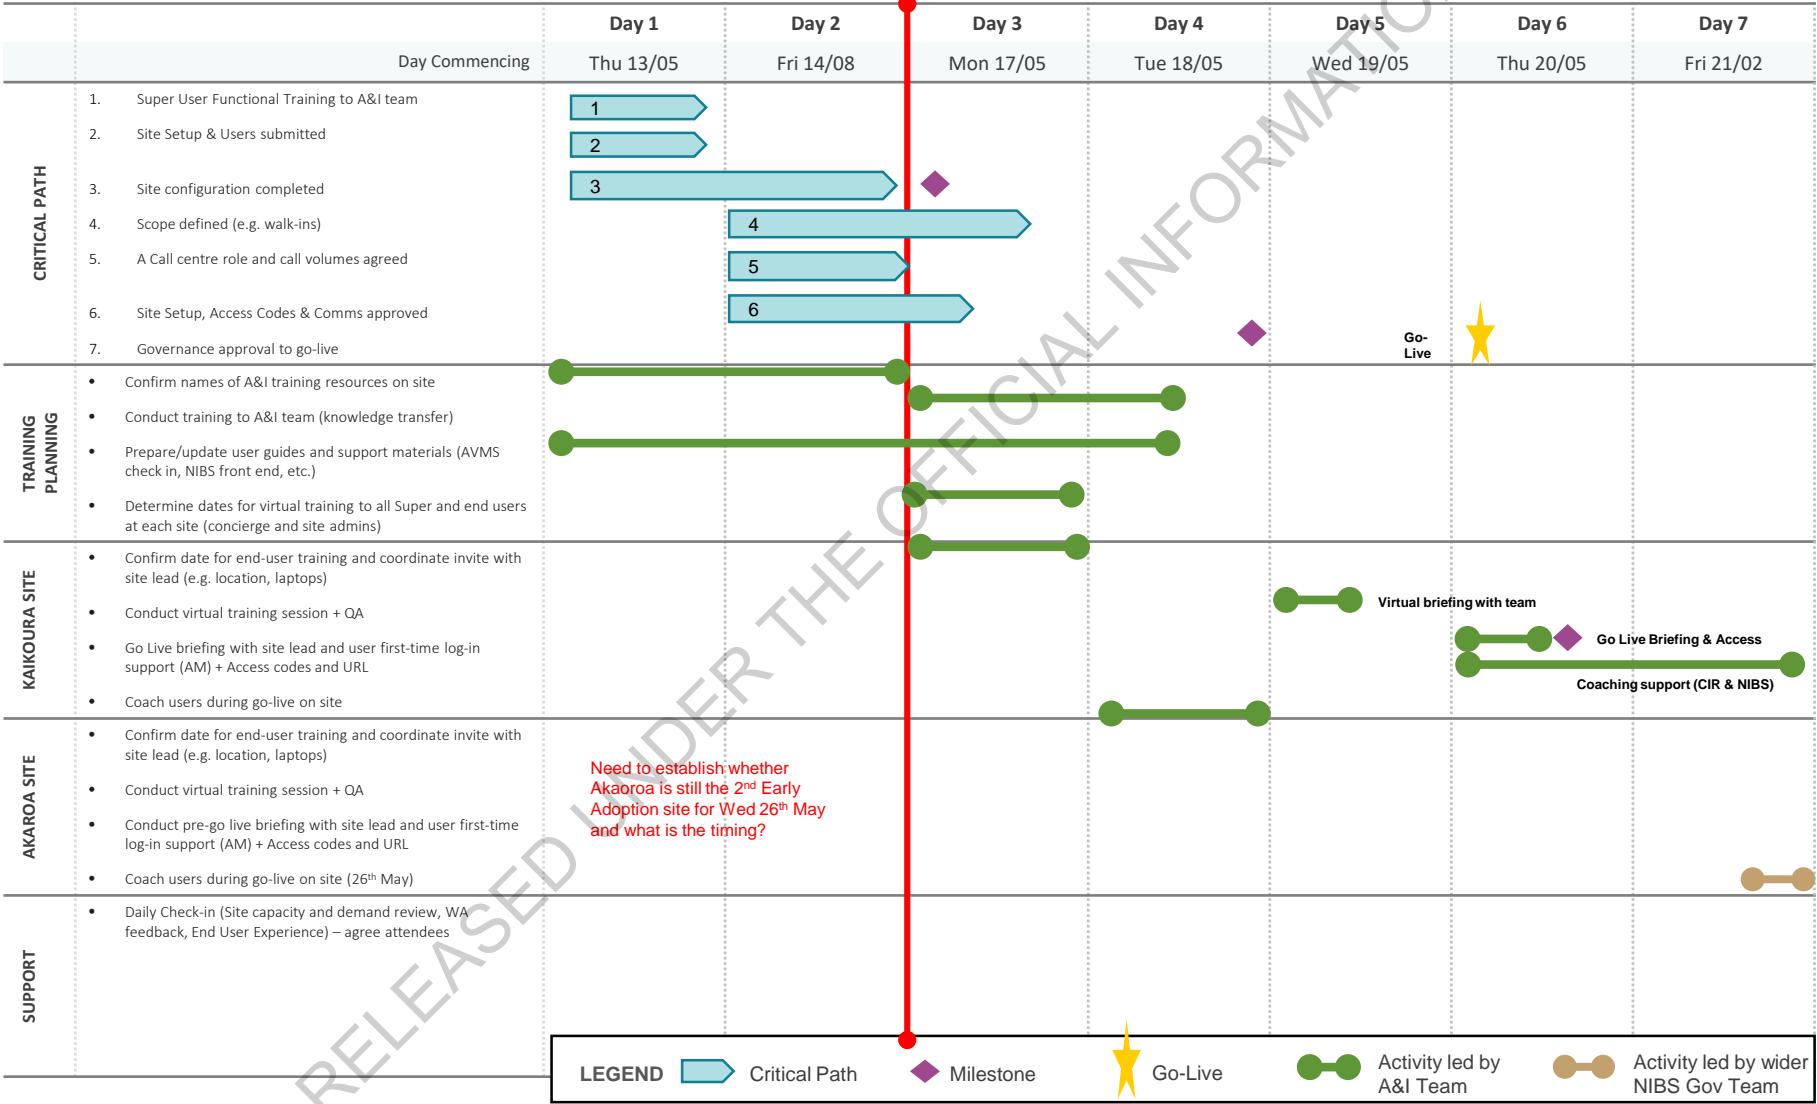 Day 1 Day 2 Day 3 Day 4 Day 5 Day 6 Day 7
Day Commencing Thu 13/05 Fri 14/08 Mon 17/05 Tue 18/05 Wed 19/05 Thu 20/05 Fri 21/02
CRITICAL PATH
1. Super User Functional Training to A&I team
2. Site Setup & Users submitted
3. Site configuration completed
4. Scope defined (e.g. walk-ins)
5. A Call centre role and call volumes agreed
6. Site Setup, Access Codes & Comms approved
7. Governance approval to go-live
1
2
3
4
5
6
Go-
Live
TRAINING
PLANNING
• Confirm names of A&I training resources on site
• Conduct training to A&I team (knowledge transfer)
• Prepare/update user guides and support materials (AVMS
check in, NIBS front end, etc.)
• Determine dates for virtual training to all Super and end users
at each site (concierge and site admins)
KAIKOURA SITE
• Confirm date for end-user training and coordinate invite with
site lead (e.g. location, laptops)
• Conduct virtual training session + QA
• Go Live briefing with site lead and user first-time log-in
support (AM) + Access codes and URL
• Coach users during go-live on site
Virtual briefing with team
Go Live Briefing & Access
Coaching support (CIR & NIBS)
AKAROA SITE
• Confirm date for end-user training and coordinate invite with
site lead (e.g. location, laptops)
• Conduct virtual training session + QA
• Conduct pre-go live briefing with site lead and user first-time
log-in support (AM) + Access codes and URL
• Coach users during go-live on site (26th May)
Need to establish whether
Akaoroa is still the 2nd Early
Adoption site for Wed 26th May
and what is the timing?
SUPPORT
• Daily Check-in (Site capacity and demand review, WA
feedback, End User Experience) – agree attendees
LEGEND Critical Path Milestone Go-Live
Activity led by
A&I Team
Activity led by wider
NIBS Gov Team
RELEASED UNDER THE OFFICIAL INFORMATIO